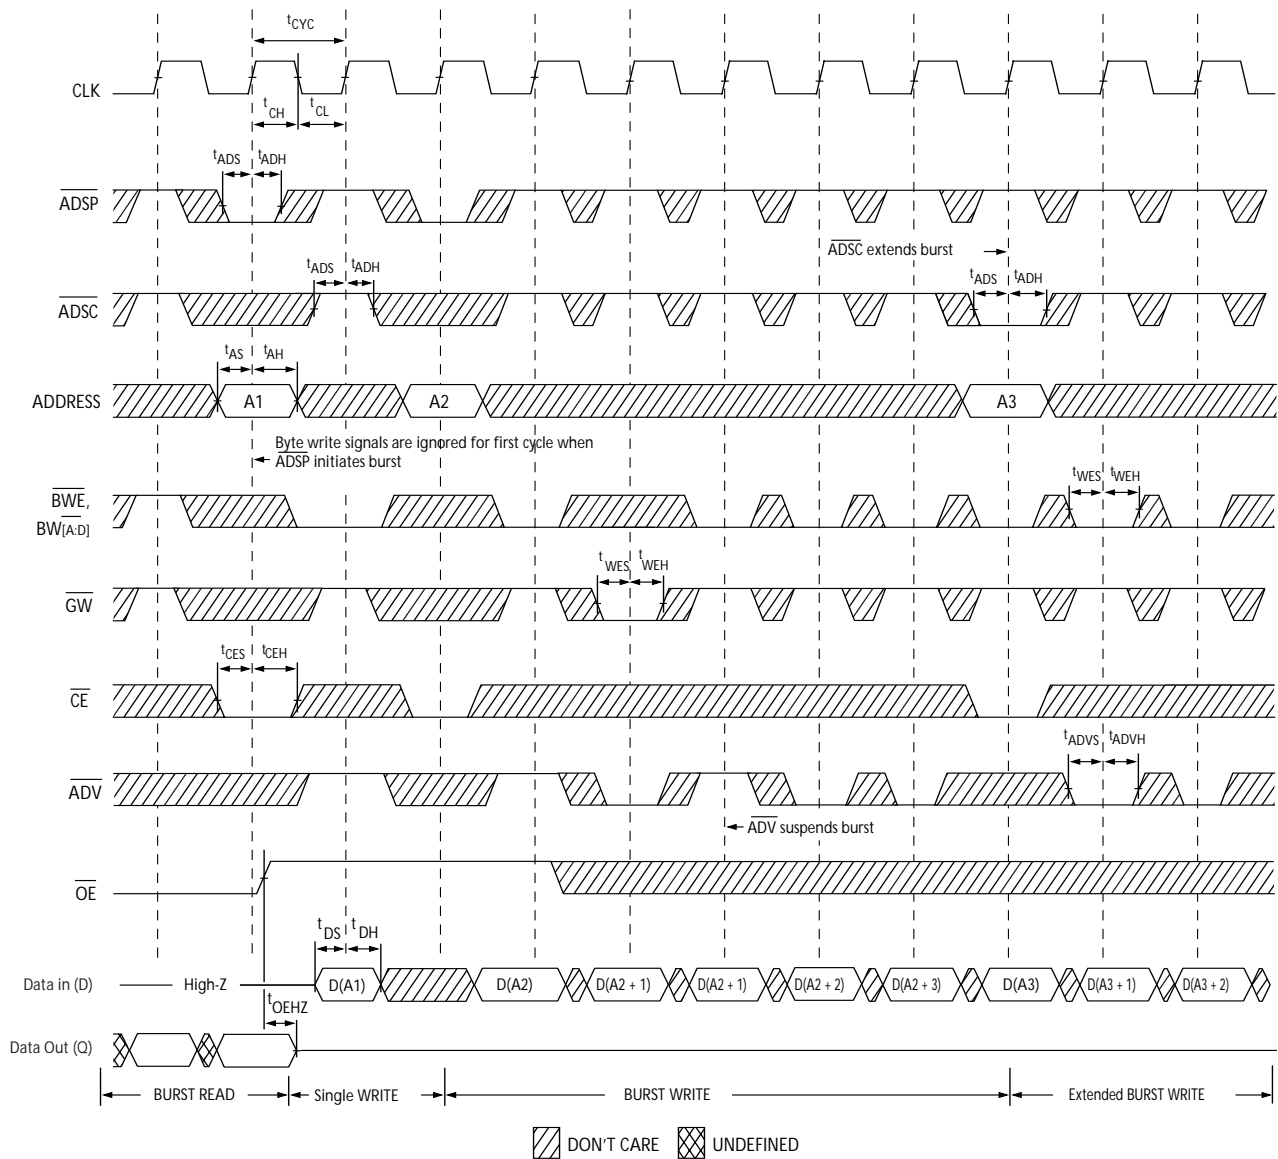 tCYC
CLK
tCH tCL
tADS tADH
ADSP
ADSC extends burst
tADS tADH tADS tADH
ADSC
tAS tAH
ADDRESS A1 A2 A3
Byte write signals are ignored for first cycle when
ADSP initiates burst
BWE,
BW[A:D]
tWES tWEH
tWES tWEH
GW
tCES tCEH
CE
tADVS tADVH
ADV
ADV suspends burst
OE
tDS tDH
Data in (D) High-Z D(A1) D(A2) D(A2 + 1) D(A2 + 1) D(A2 + 2) D(A2 + 3) D(A3) D(A3 + 1) D(A3 + 2)
tOEHZ
Data Out (Q)
BURST READ Single WRITE BURST WRITE Extended BURST WRITE
DON'T CARE UNDEFINED